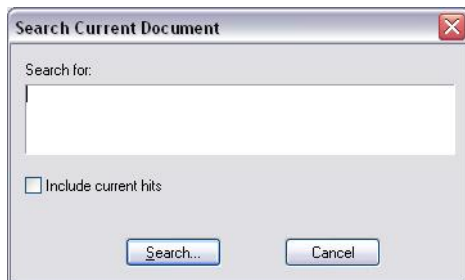 Search Current Document
Search for:
Include current hits
Search... Cancel